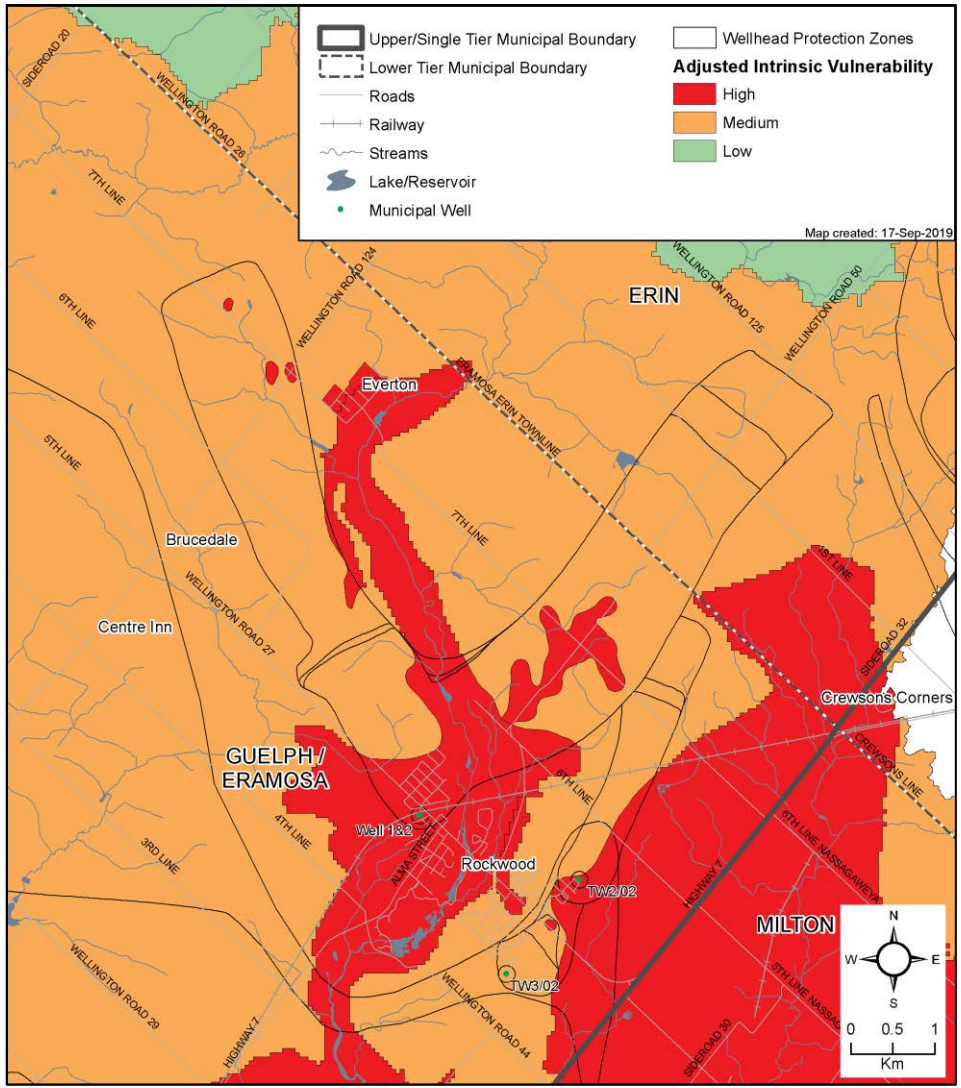 Upper/Single Tier Municipal Boundary
Lower Tier Municipal Boundary
Roads
Railway
Streams
Lake/Reservoir
Municipal Well
Wellhead Protection Zones
Adjusted Intrinsic Vulnerability
High
Medium
Low
Map created: 17-Sep-2019
SIDEROAD 20
WELLINGTON ROAD 26
7TH LINE
WELLINGTON ROAD 124
WELLINGTON ROAD 125
WELLINGTON ROAD 50
ERIN
6TH LINE
Everton
ERAMOSA ERIN TOWNLINE
5TH LINE
7TH LINE
Brucedale
WELLINGTON ROAD 27
Centre Inn
1ST LINE
SIDEROAD 32
Crewsons Corners
CREWSONS LINE
GUELPH /
ERAMOSA
4TH LINE
6TH LINE
Well 1&2
ALMA STREET
Rockwood
3RD LINE
TW2/02
6TH LINE NASSAGAWEYA
HIGHWAY 7
MILTON
TW3/02
5TH LINE NASSAG
WELLINGTON ROAD 29
HIGHWAY 7
WELLINGTON ROAD 44
SIDEROAD 30
N
W
E
S
0 0.5 1
Km